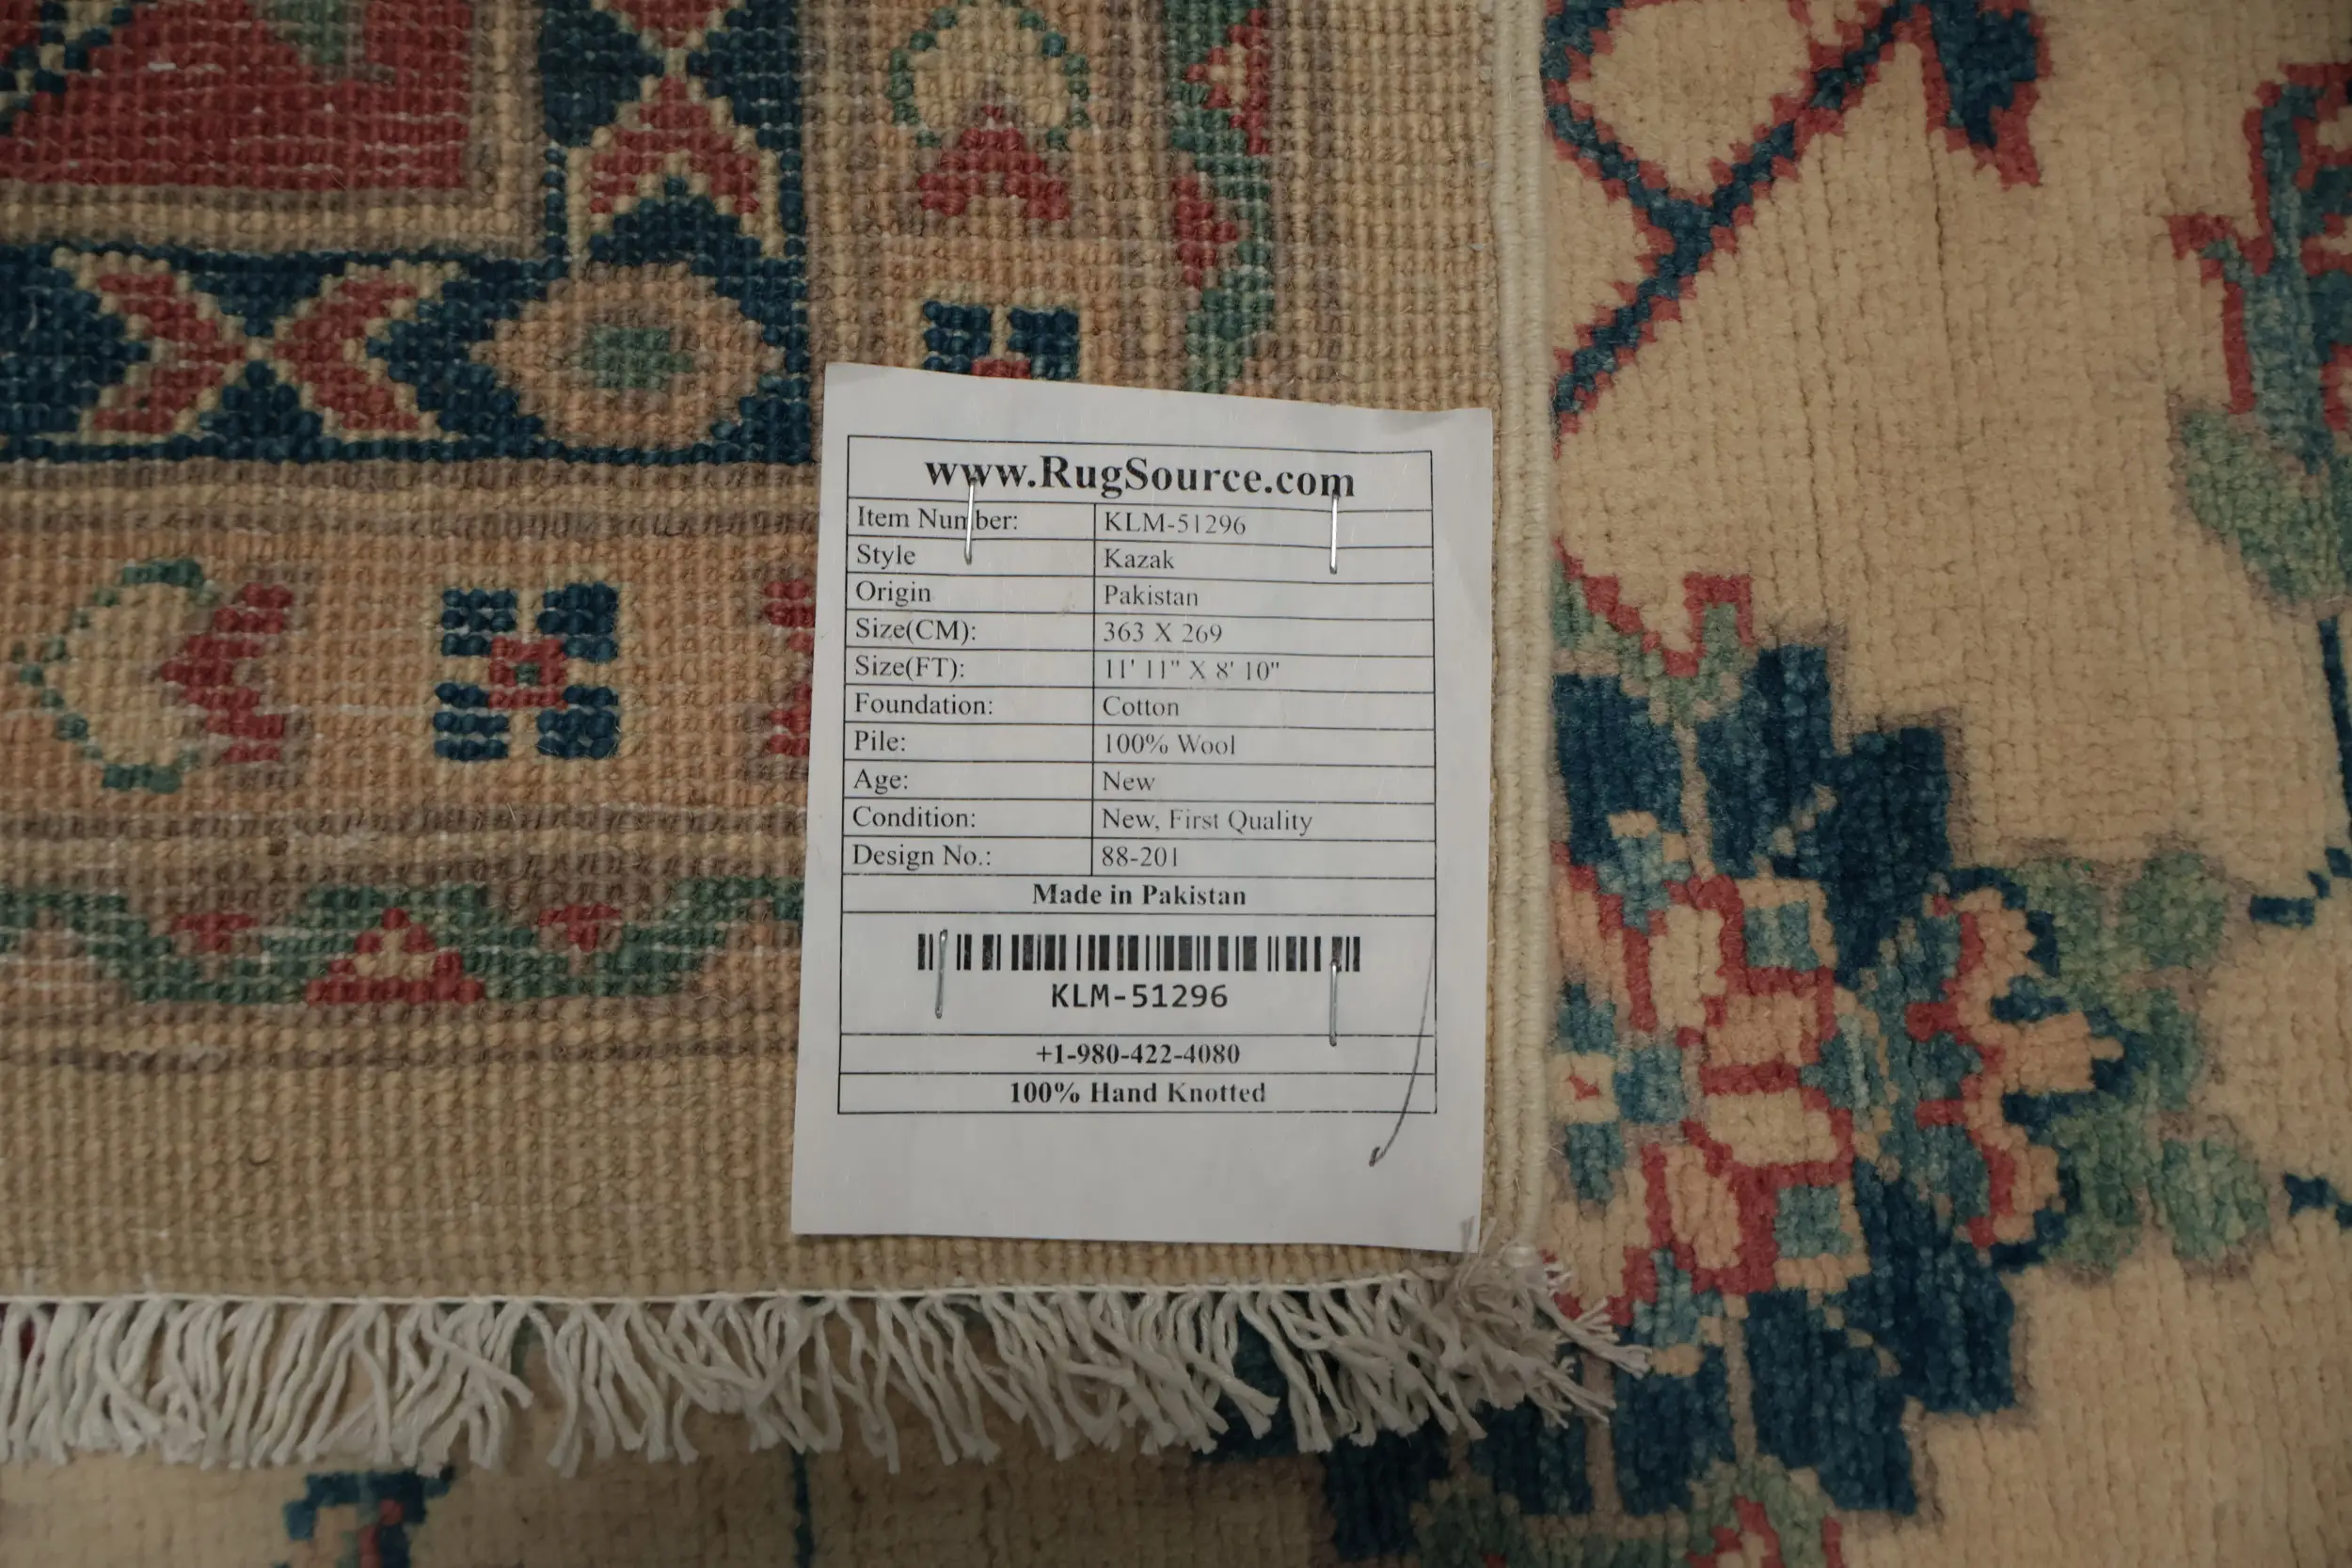 www.RugSource.com
Item Number: KLM-51296
Style Kazak
Origin Pakistan
Size(CM): 363 X 269
Size(FT): 11' 11" X 8' 10"
Foundation: Cotton
Pile: 100% Wool
Age: New
Condition: New, First Quality
Design No.: 88-201
Made in Pakistan
KLM-51296
+1-980-422-4080
100% Hand Knotted